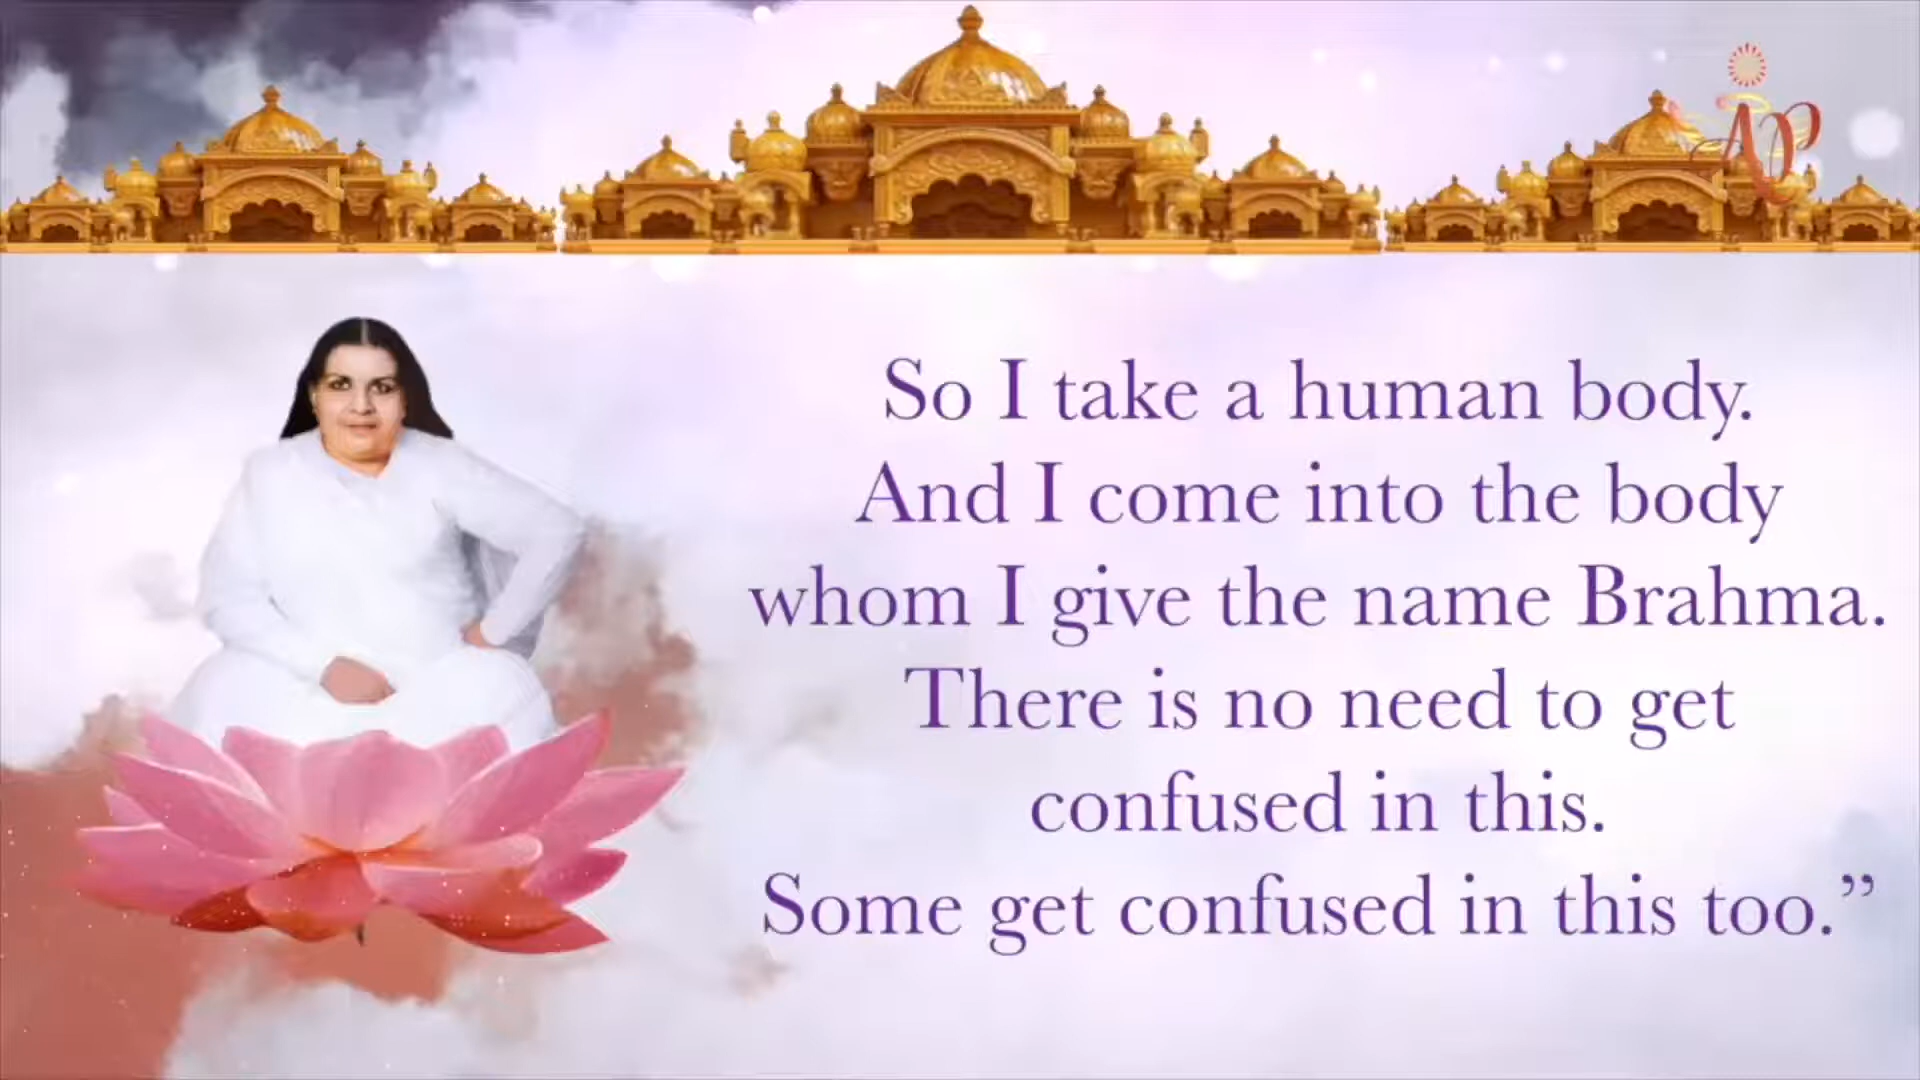 So I take a human body.
And I come into the body
whom I give the name Brahma.
There is no need to get
confused in this.
Some get confused in this too.”